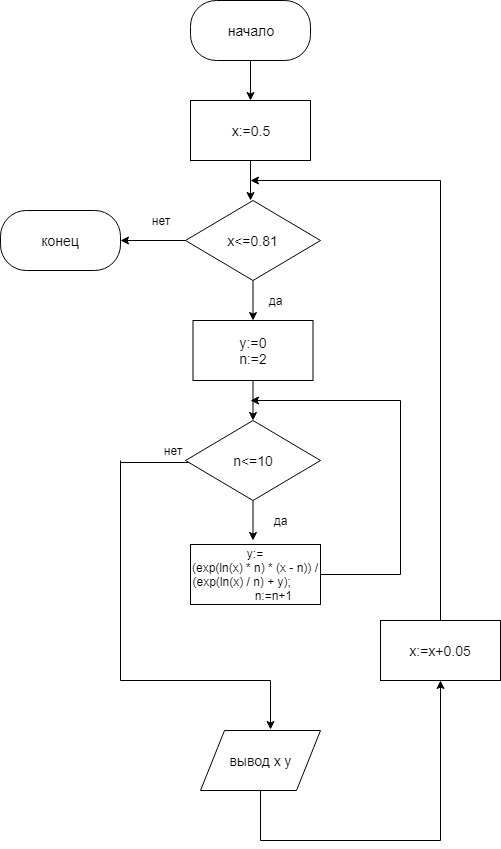 начало
x:=0.5
нет
x<=0.81
конец
да
y:=0
n:=2
нет
n<=10
да
y:=
(exp(ln(x) * n) * (x - n)) /
(exp(ln(x) / n) + y);
n:=n+1
x:=x+0.05
вывод x y